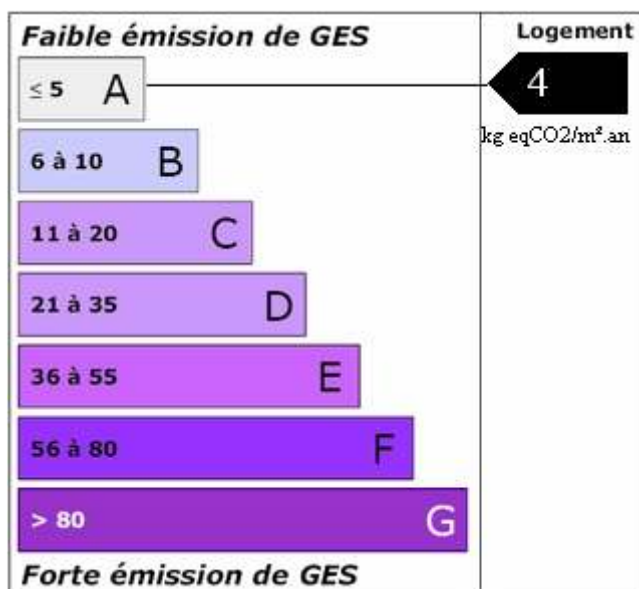 Faible émission de GES
Logement
≤ 5 A
4
kg eqCO2/m².an
6 à 10 B
11 à 20 C
21 à 35 D
36 à 55 E
56 à 80 F
> 80 G
Forte émission de GES